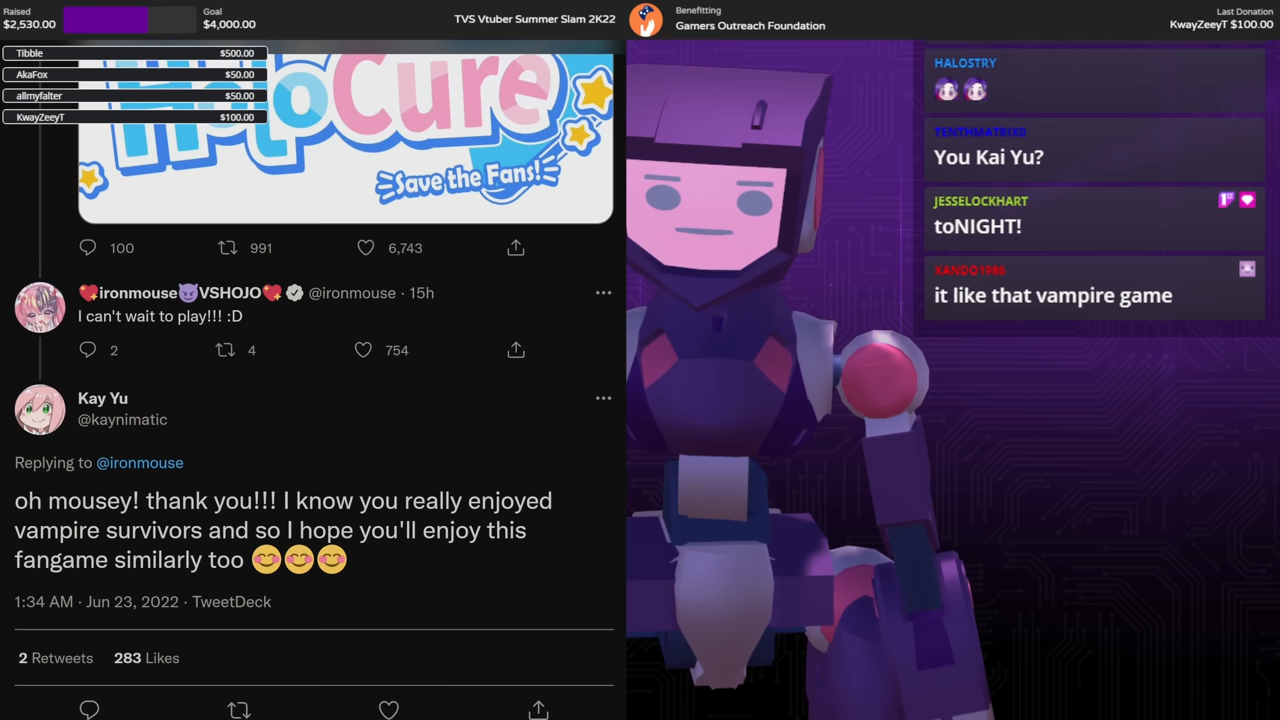 Raised
$2,530.00
Goal
$4,000.00
TVS Vtuber Summer Slam 2K22
Benefitting
Gamers Outreach Foundation
Last Donation
KwayZeeyT $100.00
Tibble $500.00
AkaFox $50.00
allmyfalter $50.00
KwayZeeyT $100.00
HoloCure
Save the Fans!
100 991 6,743
ironmouse VSHOJO @ironmouse · 15h
I can't wait to play!!! :D
2 4 754
Kay Yu
@kaynimatic
Replying to @ironmouse
oh mousey! thank you!!! I know you really enjoyed
vampire survivors and so I hope you'll enjoy this
fangame similarly too 😊😊😊
1:34 AM · Jun 23, 2022 · TweetDeck
2 Retweets 283 Likes
HALOSTRY
TENTHMATRIX0
You Kai Yu?
JESSELOCKHART
toNIGHT!
XANDO1986
it like that vampire game